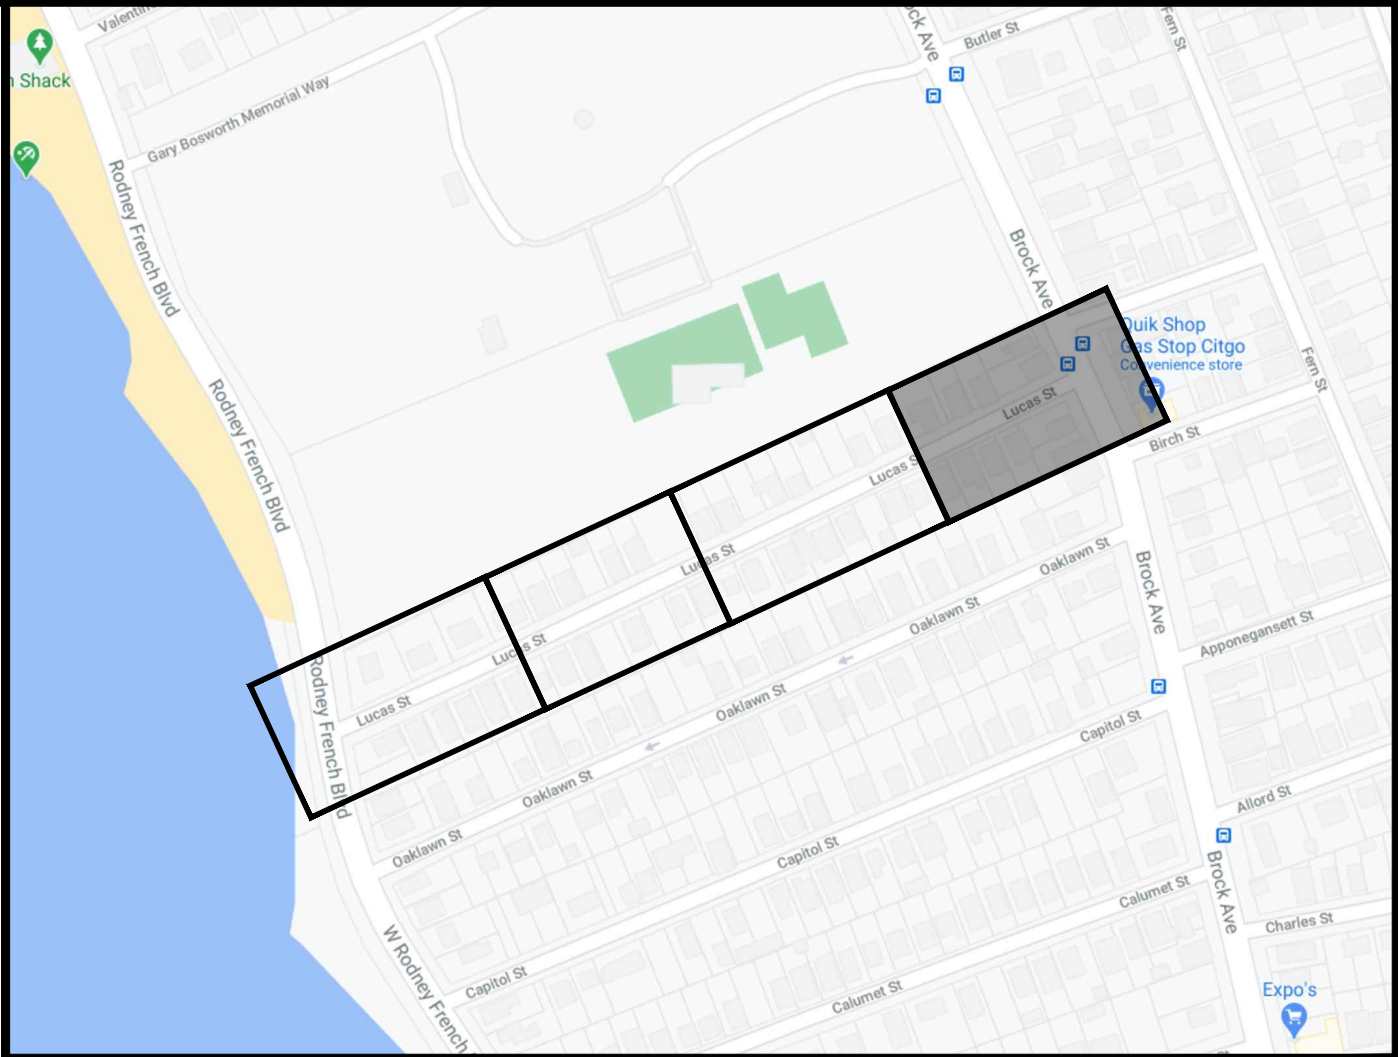 Butler St
Fern St
Brock Ave
Shack
Gary Bosworth Memorial Way
Rodney French Blvd
Brock Ave
Quik Shop
Gas Stop Citgo
Convenience store
Fern St
Rodney French Blvd
Lucas St
Birch St
Lucas S
Lucas St
Oaklawn St
Brock Ave
Oaklawn St
Apponegansett St
Lucas St
Rodney French Blvd
Lucas St
Oaklawn St
Capitol St
Oaklawn St
Allord St
Oaklawn St
Capitol St
Brock Ave
Calumet St
Charles St
W Rodney French
Capitol St
Calumet St
Expo's